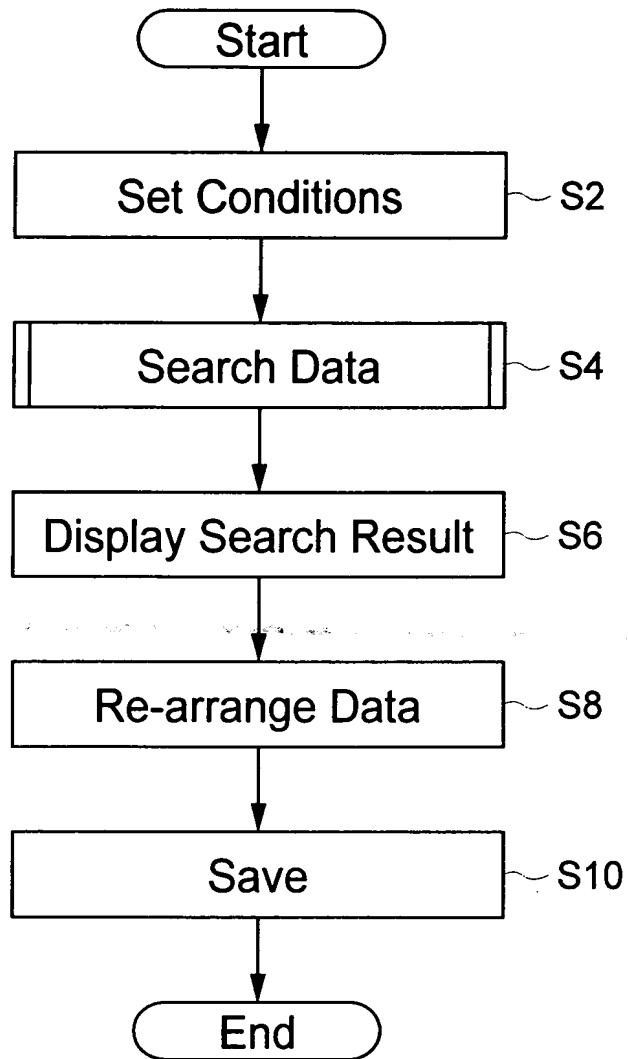 Start
Set Conditions S2
Search Data S4
Display Search Result S6
Re-arrange Data S8
Save S10
End